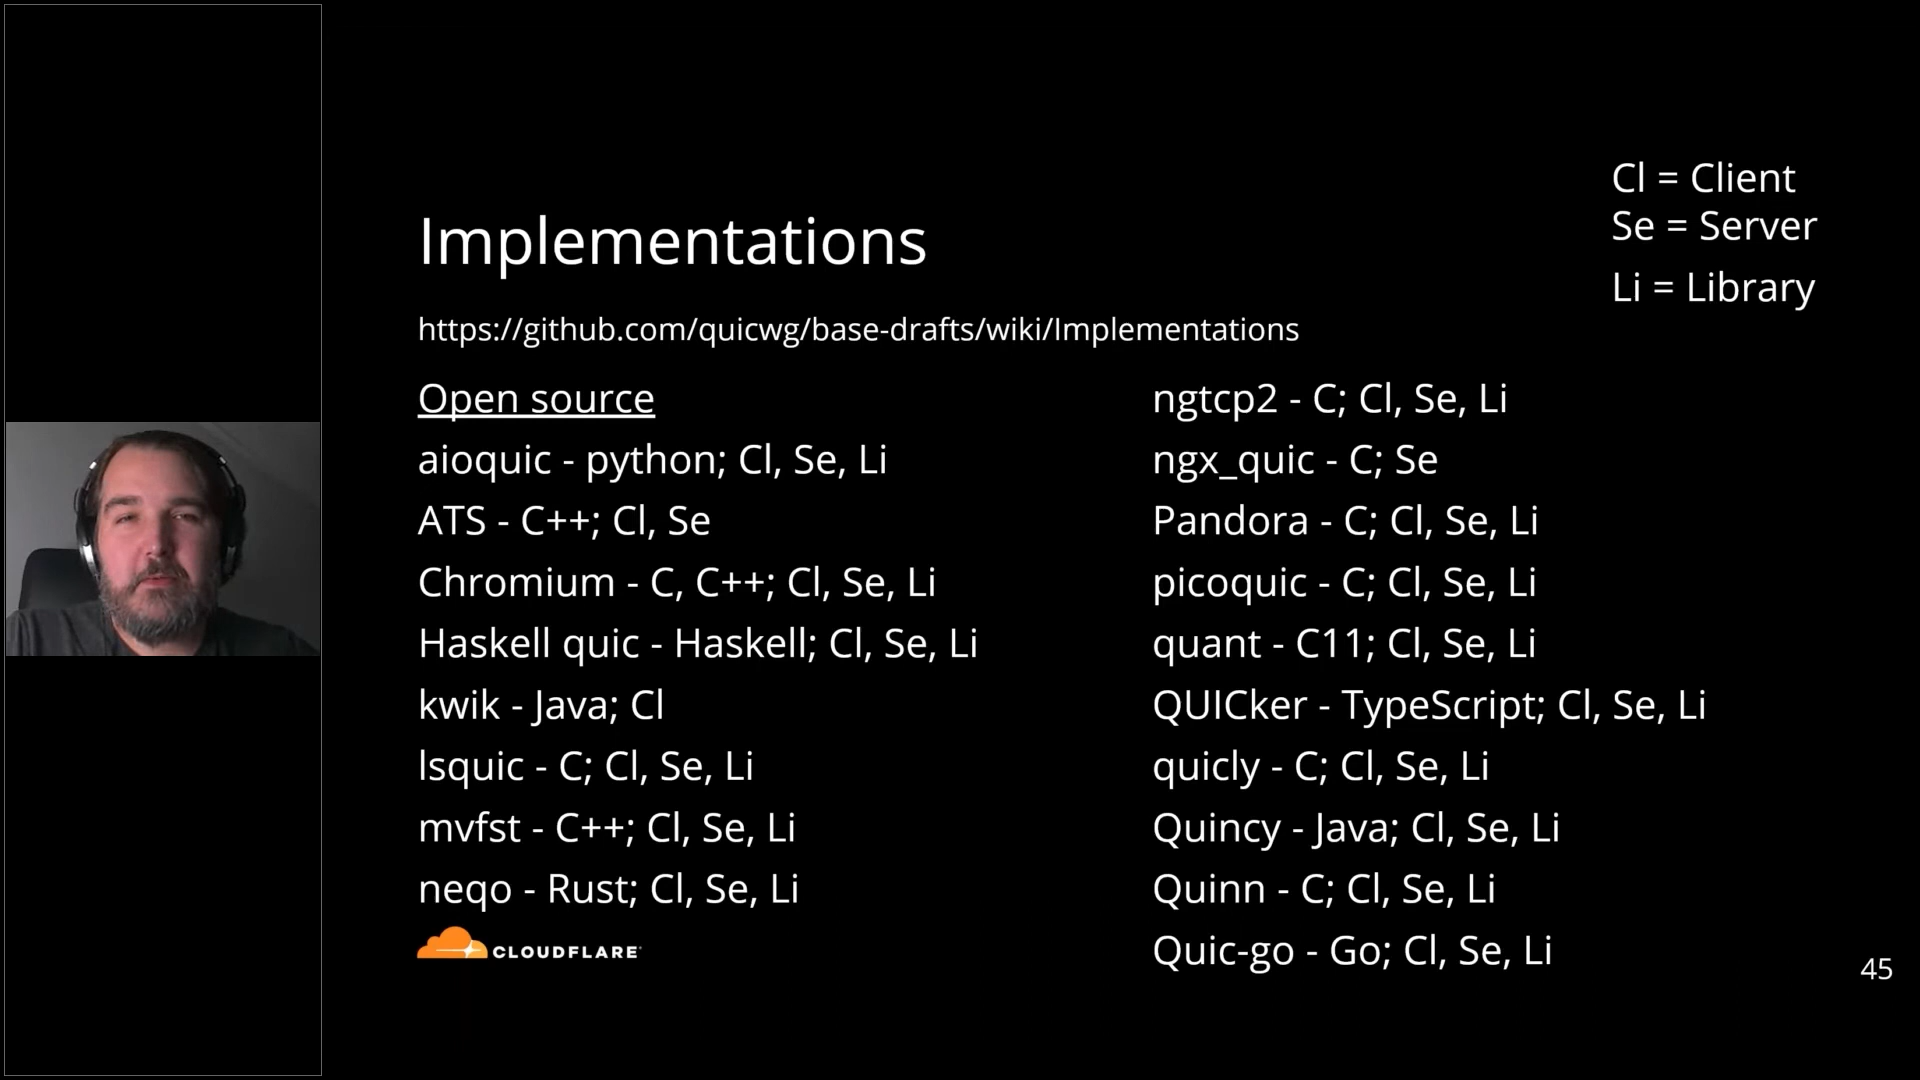 Cl = Client
Se = Server
Li = Library
Implementations
https://github.com/quicwg/base-drafts/wiki/Implementations
Open source
aioquic - python; Cl, Se, Li
ATS - C++; Cl, Se
Chromium - C, C++; Cl, Se, Li
Haskell quic - Haskell; Cl, Se, Li
kwik - Java; Cl
lsquic - C; Cl, Se, Li
mvfst - C++; Cl, Se, Li
neqo - Rust; Cl, Se, Li
ngtcp2 - C; Cl, Se, Li
ngx_quic - C; Se
Pandora - C; Cl, Se, Li
picoquic - C; Cl, Se, Li
quant - C11; Cl, Se, Li
QUICker - TypeScript; Cl, Se, Li
quicly - C; Cl, Se, Li
Quincy - Java; Cl, Se, Li
Quinn - C; Cl, Se, Li
Quic-go - Go; Cl, Se, Li
CLOUDFLARE
45